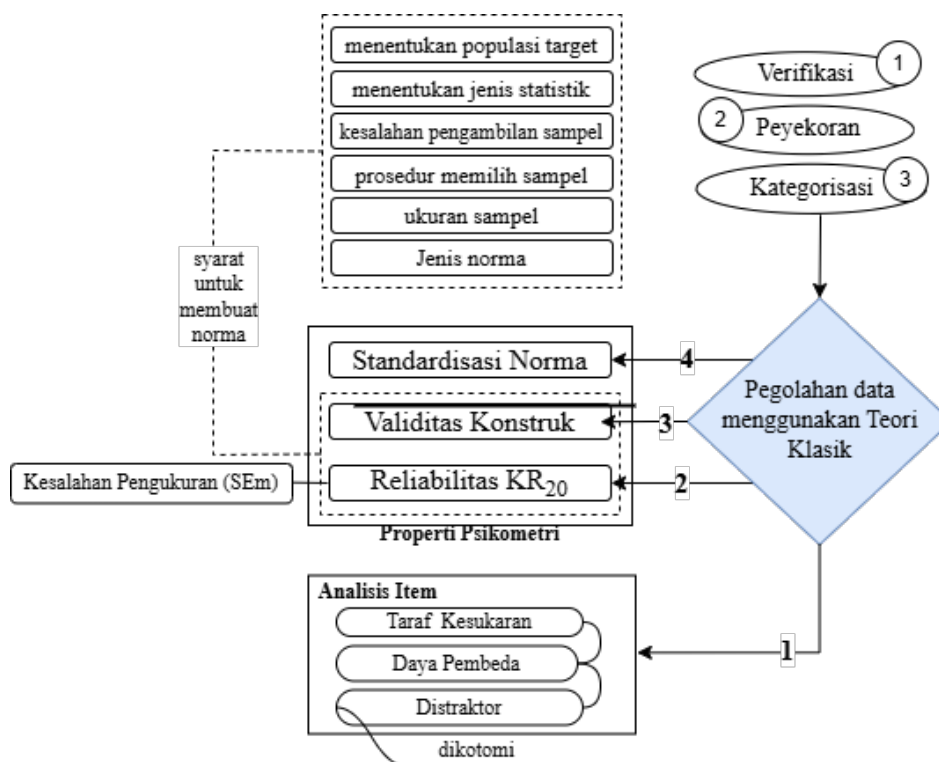 menentukan populasi target
menentukan jenis statistik
kesalahan pengambilan sampel
prosedur memilih sampel
ukuran sampel
Jenis norma
Verifikasi
1
2
Peyekoran
Kategorisasi
3
syarat
untuk
membuat
norma
Standardisasi Norma
4
Validitas Konstruk
3
Reliabilitas KR20
2
Properti Psikometri
Kesalahan Pengukuran (SEm)
Pegolahan data
menggunakan Teori
Klasik
Analisis Item
Taraf Kesukaran
Daya Pembeda
Distraktor
1
dikotomi